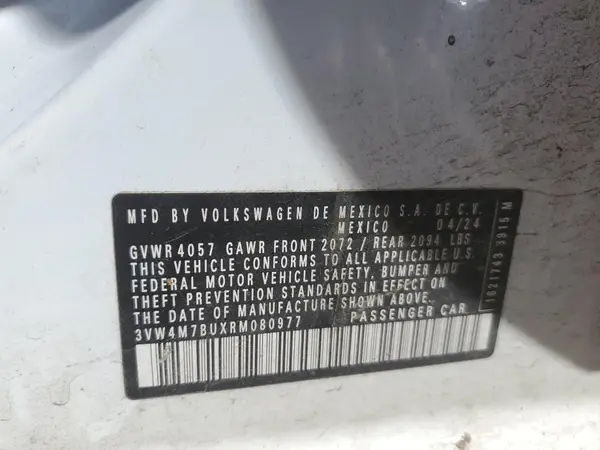 MFD BY VOLKSWAGEN DE MEXICO S.A. DE C.V.
MEXICO 04/24
GVWR 4057 GAWR FRONT 2072 / REAR 2094 LBS
THIS VEHICLE CONFORMS TO ALL APPLICABLE U.S.
FEDERAL MOTOR VEHICLE SAFETY, BUMPER AND
THEFT PREVENTION STANDARDS IN EFFECT ON
THE DATE OF MANUFACTURE SHOWN ABOVE.
3VW4M7BUXRM080977 PASSENGER CAR
1621743 3915 M